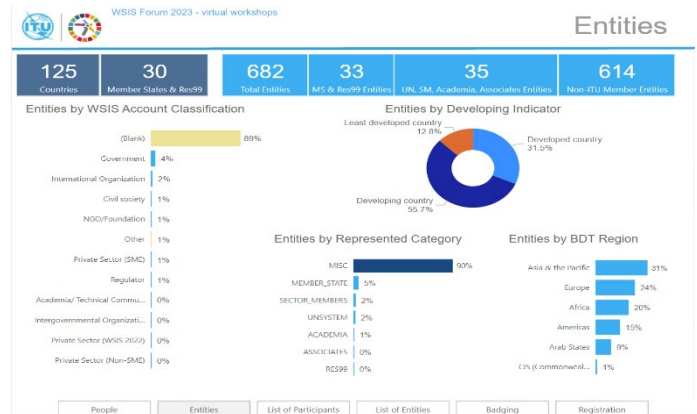 WSIS Forum 2023 - virtual workshops
Entities
125
Countries
30
Member States & Res99
682
Total Entities
33
MS & Res99 Entities
35
UN, SM, Academia, Associates Entities
614
Non-ITU Member Entities
Entities by WSIS Account Classification
(Blank) 89%
Government 4%
International Organization 2%
Civil society 1%
NGO/Foundation 1%
Other 1%
Private Sector (SME) 1%
Regulator 1%
Academia/ Technical Commu... 0%
Intergovernmental Organizati... 0%
Private Sector (WSIS 2022) 0%
Private Sector (Non-SME) 0%
Entities by Developing Indicator
Least developed country
12.8%
Developed country
31.5%
Developing country
55.7%
Entities by Represented Category
MISC 90%
MEMBER_STATE 5%
SECTOR_MEMBERS 2%
UNSYSTEM 2%
ACADEMIA 1%
ASSOCIATES 0%
RES99 0%
Entities by BDT Region
Asia & the Pacific 31%
Europe 24%
Africa 20%
Americas 15%
Arab States 9%
CIS (Commonweal... 1%
People
Entities
List of Participants
List of Entities
Badging
Registration